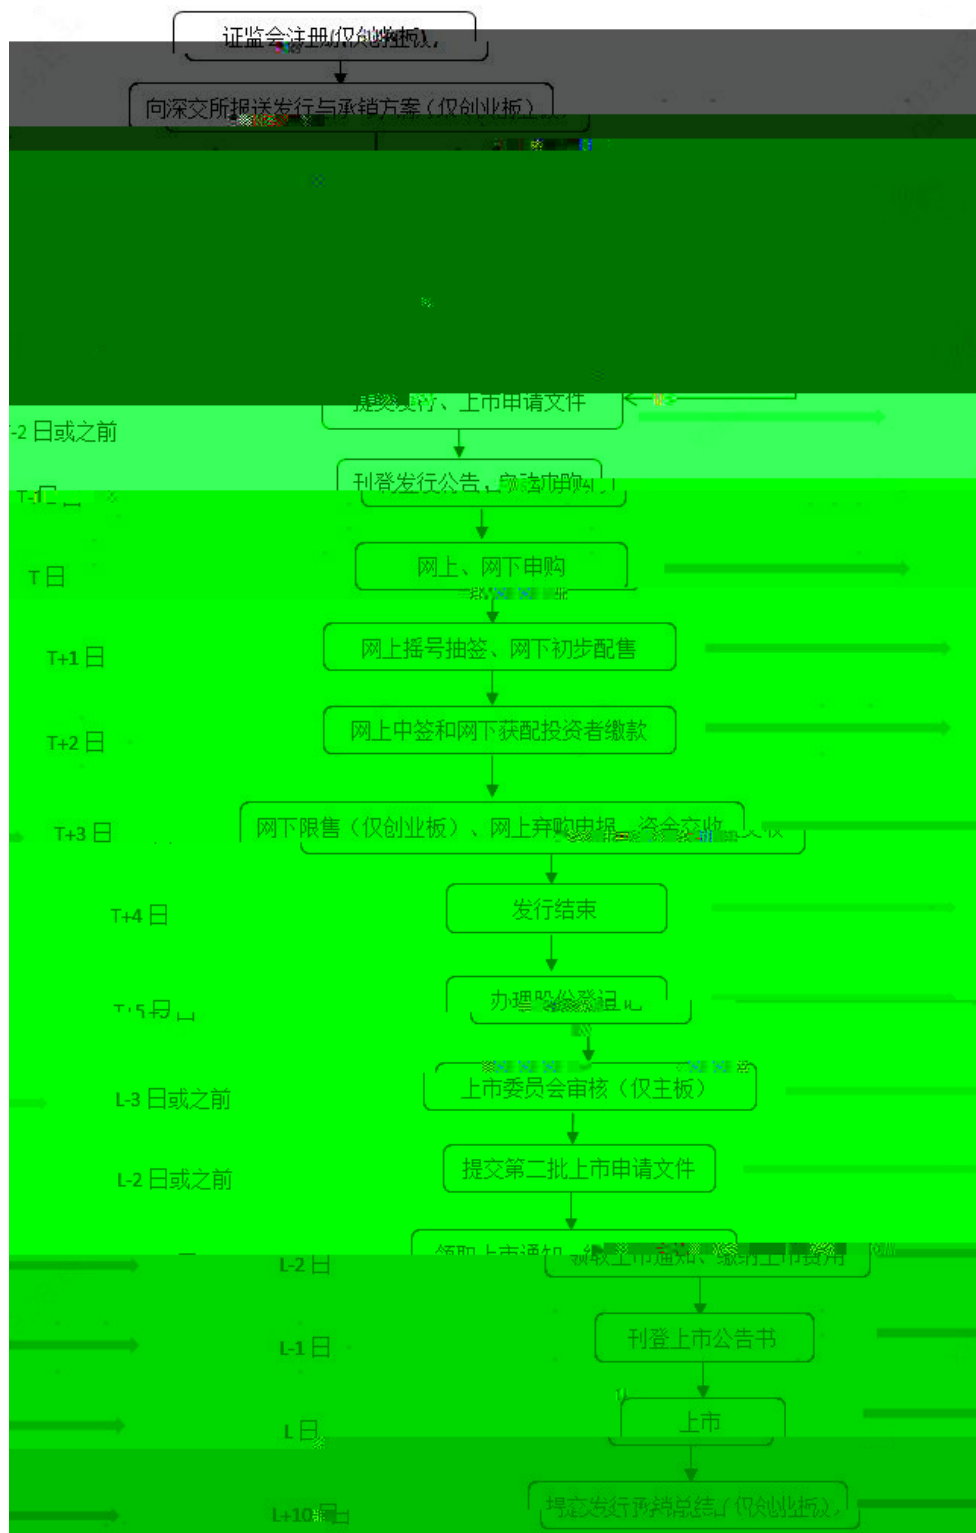 证监会注册(仅创业板)
向深交所报送发行与承销方案（仅创业板）
提交发行、上市申请文件
-2 日或之前
刊登发行公告，
T-1
网上、网下申购
T 日
网上摇号抽签、网下初步配售
T+1 日
网上中签和网下获配投资者缴款
T+2 日
网下限售（仅创业板）、网上弃购申报、资金交收
T+3 日
发行结束
T+4 日
办理股份登记
T+5 日
上市委员会审核（仅主板）
L-3 日或之前
提交第二批上市申请文件
L-2 日或之前
领取上市通知、缴纳上市费用
L-2 日
刊登上市公告书
L-1 日
上市
L 日
提交发行承销总结（仅创业板）
L+10 日